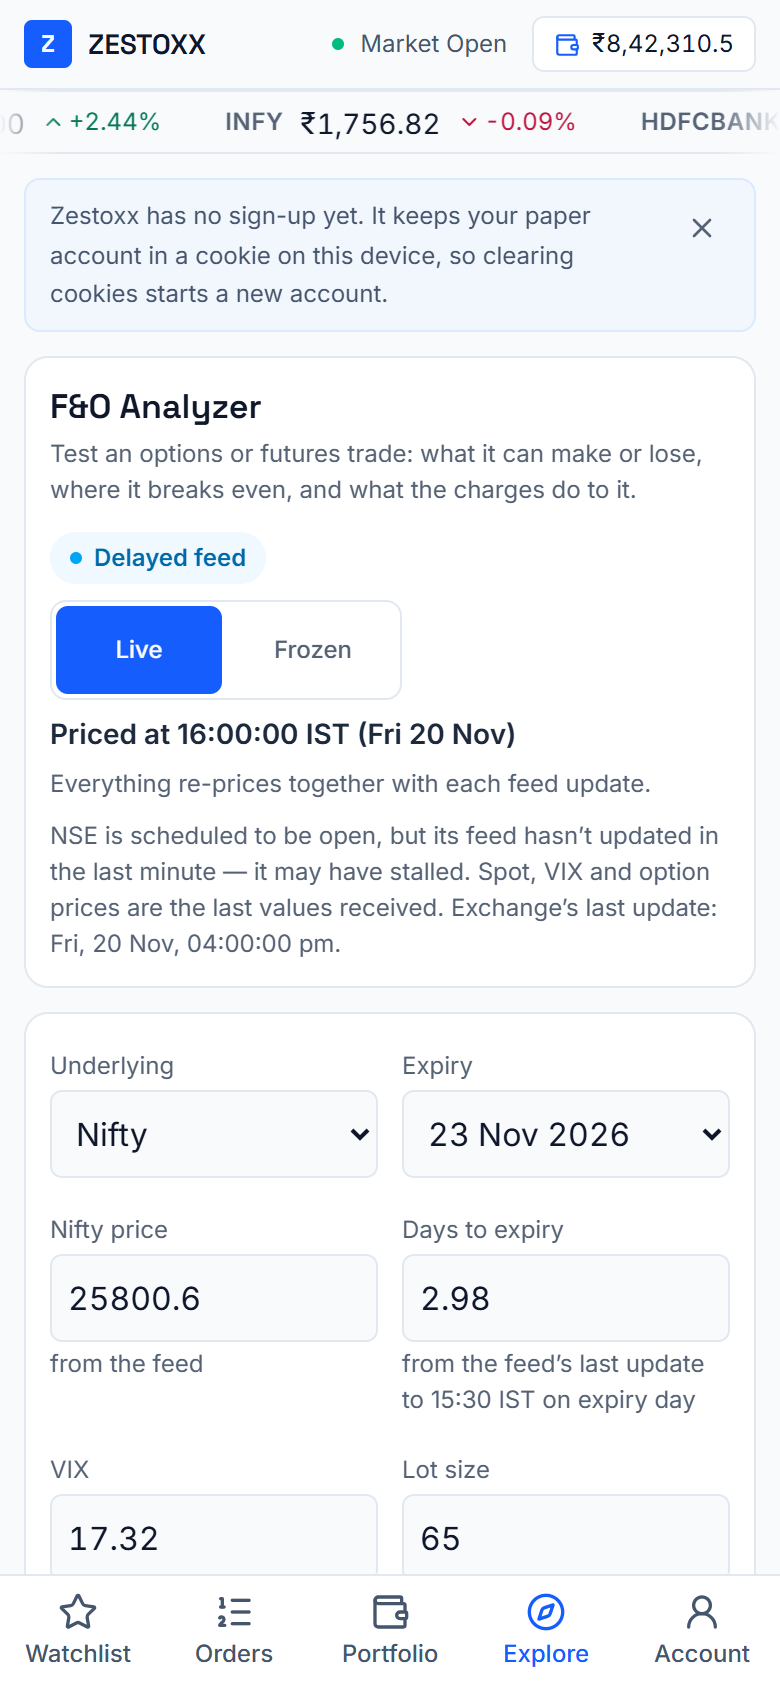 Z ZESTOXX Market Open ₹8,42,310.5
+2.44% INFY ₹1,756.82 -0.09% HDFCBANK
Zestoxx has no sign-up yet. It keeps your paper
account in a cookie on this device, so clearing
cookies starts a new account.
F&O Analyzer
Test an options or futures trade: what it can make or lose,
where it breaks even, and what the charges do to it.
Delayed feed
Live Frozen
Priced at 16:00:00 IST (Fri 20 Nov)
Everything re-prices together with each feed update.
NSE is scheduled to be open, but its feed hasn’t updated in
the last minute — it may have stalled. Spot, VIX and option
prices are the last values received. Exchange’s last update:
Fri, 20 Nov, 04:00:00 pm.
Underlying Expiry
Nifty 23 Nov 2026
Nifty price Days to expiry
25800.6 2.98
from the feed from the feed’s last update
to 15:30 IST on expiry day
VIX Lot size
17.32 65
Watchlist Orders Portfolio Explore Account